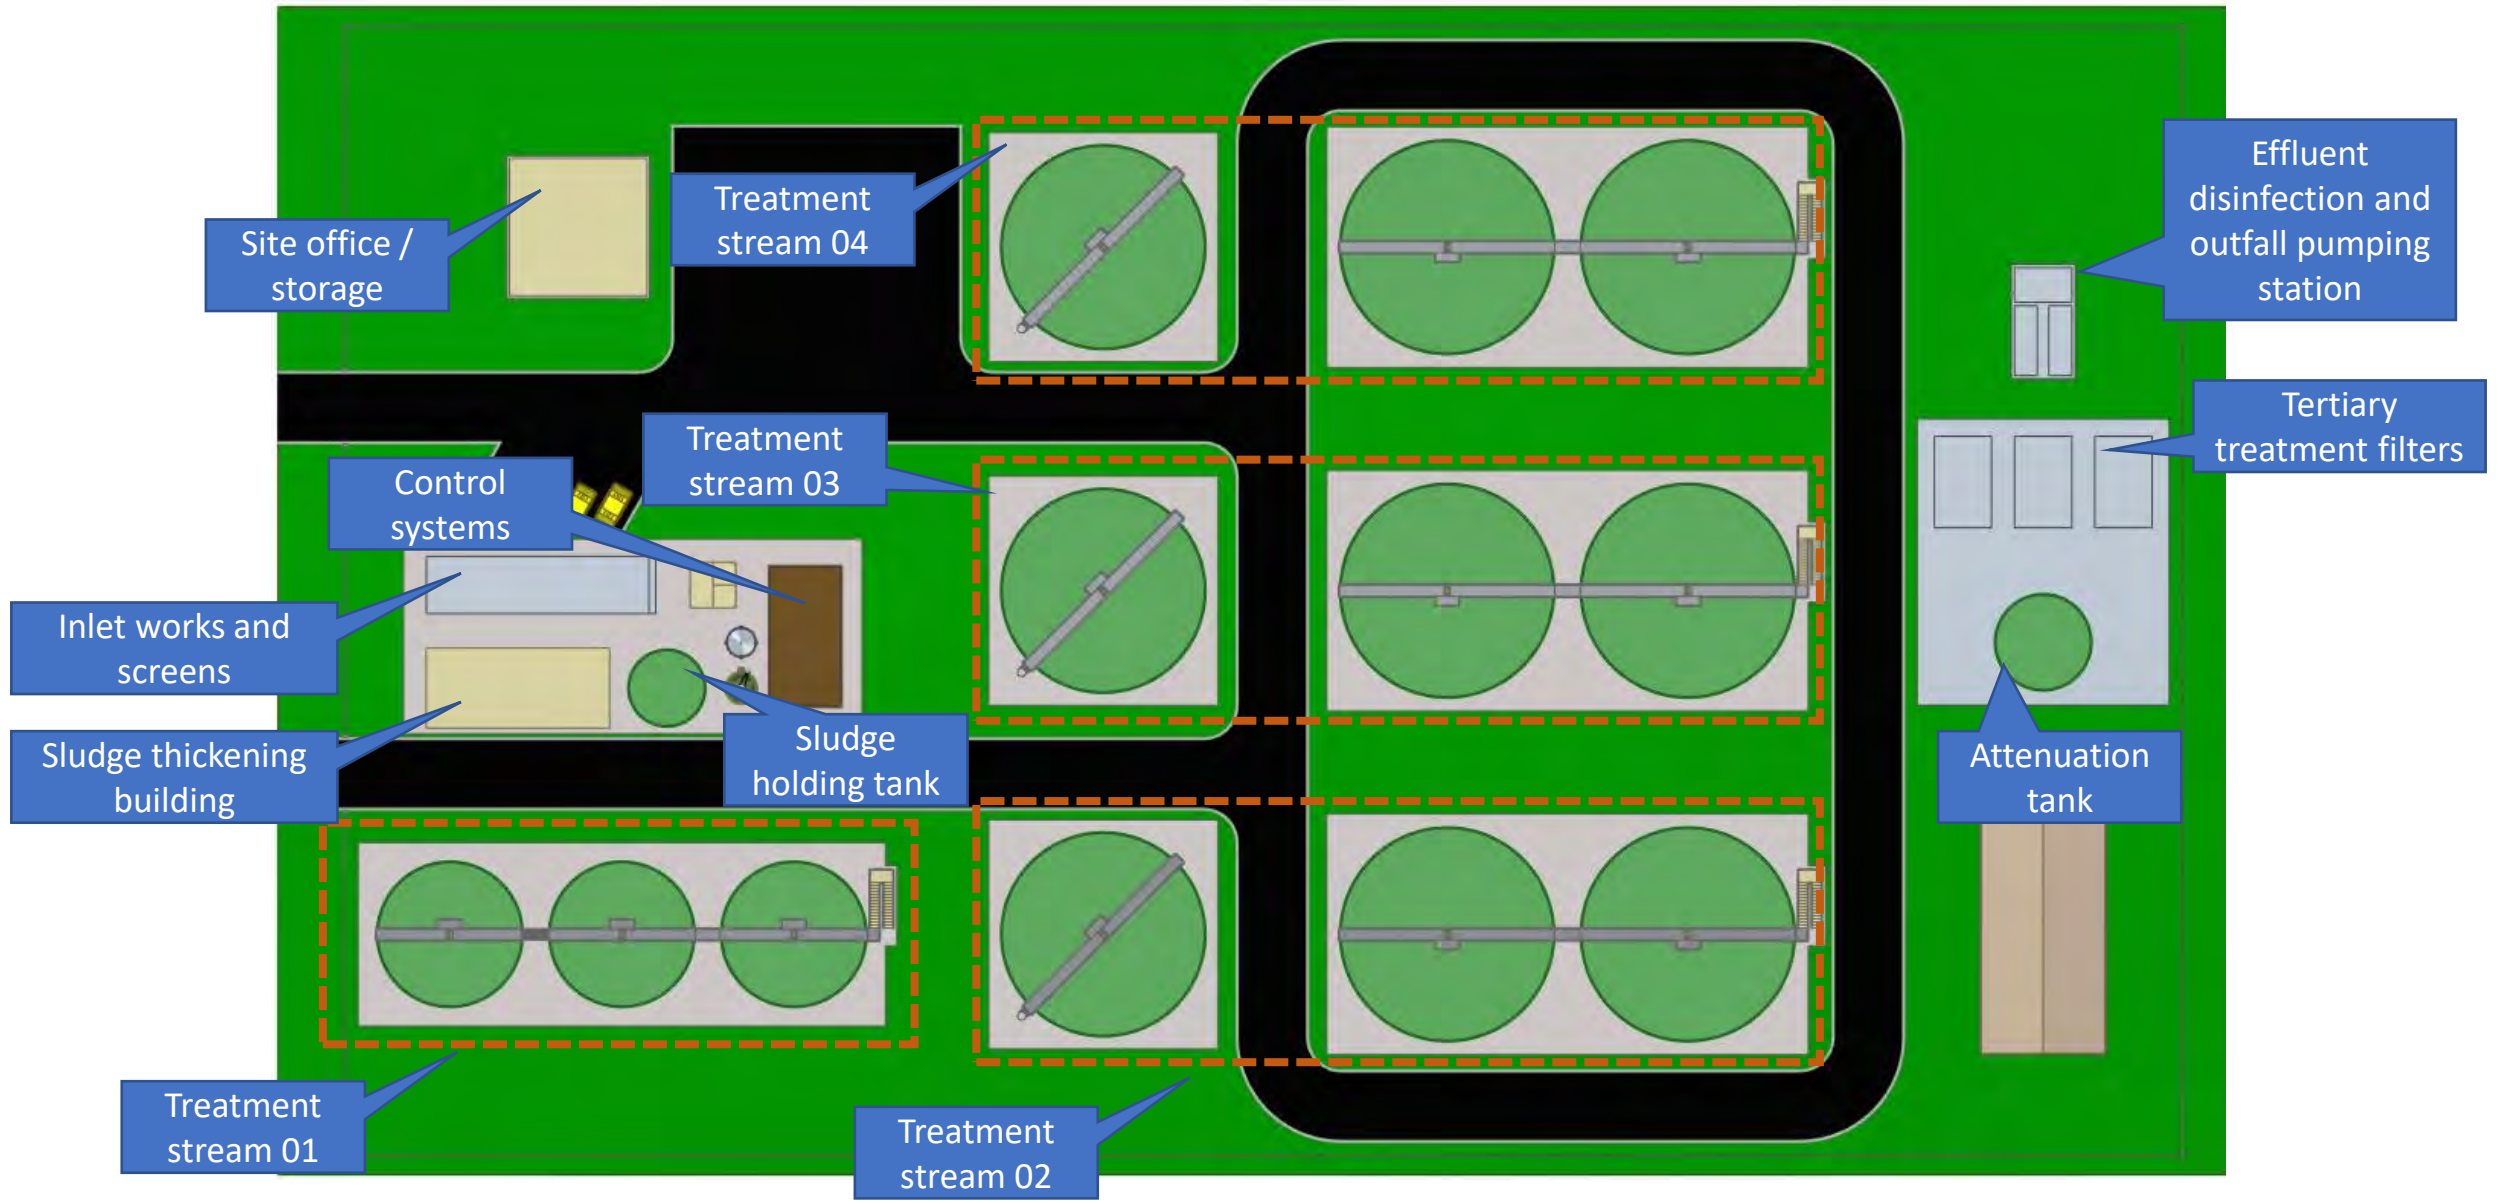 Effluent
disinfection and
outfall pumping
station
Treatment
stream 04
Site office /
storage
Tertiary
treatment filters
Treatment
stream 03
Control
systems
Inlet works and
screens
Sludge thickening
building
Sludge
holding tank
Attenuation
tank
Treatment
stream 01
Treatment
stream 02